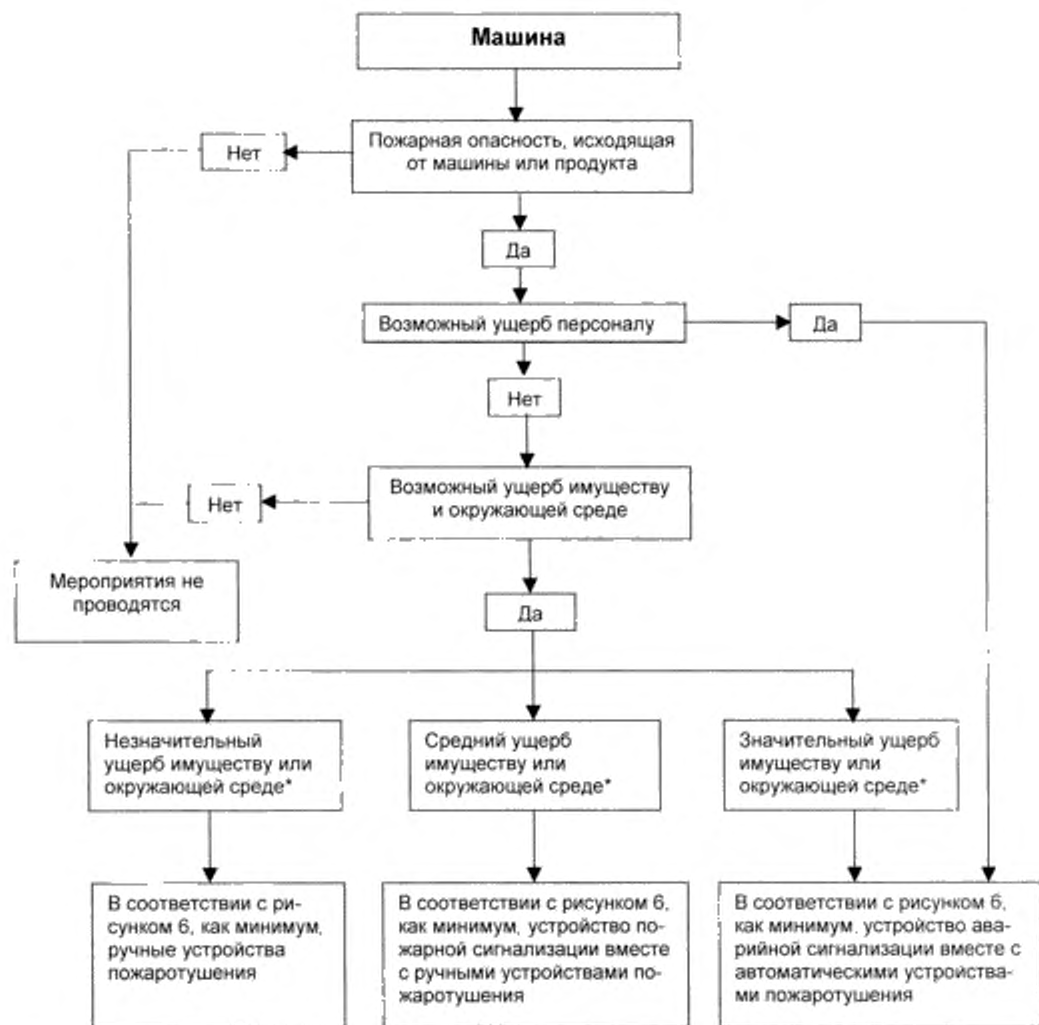 Машина
Пожарная опасность, исходящая
от машины или продукта
Нет
Да
Возможный ущерб персоналу
Да
Нет
Возможный ущерб имуществу
и окружающей среде
Нет
Мероприятия не
проводятся
Да
Незначительный
ущерб имуществу или
окружающей среде*
Средний ущерб
имуществу или
окружающей среде*
Значительный ущерб
имуществу или
окружающей среде*
В соответствии с ри-
сунком 6, как минимум,
ручные устройства
пожаротушения
В соответствии с рисунком 6,
как минимум, устройство по-
жарной сигнализации вместе
с ручными устройствами по-
жаротушения
В соответствии с рисунком 6,
как минимум, устройство ава-
рийной сигнализации вместе с
автоматическими устройства-
ми пожаротушения